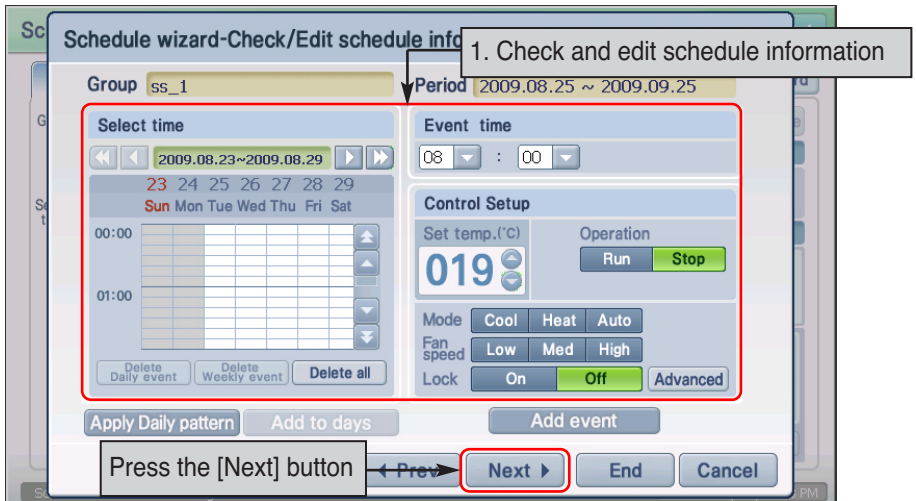 Sc
Schedule wizard-Check/Edit schedule info
1. Check and edit schedule information
Group ss_1
Period 2009.08.25 ~ 2009.09.25
Select time
2009.08.23~2009.08.29
23 24 25 26 27 28 29
Sun Mon Tue Wed Thu Fri Sat
00:00
01:00
Delete Daily event
Delete Weekly event
Delete all
Event time
08 : 00
Control Setup
Set temp.(°C)
Operation
019
Run Stop
Mode Cool Heat Auto
Fan speed Low Med High
Lock On Off Advanced
Apply Daily pattern
Add to days
Add event
Press the [Next] button
Prev
Next
End
Cancel
PM